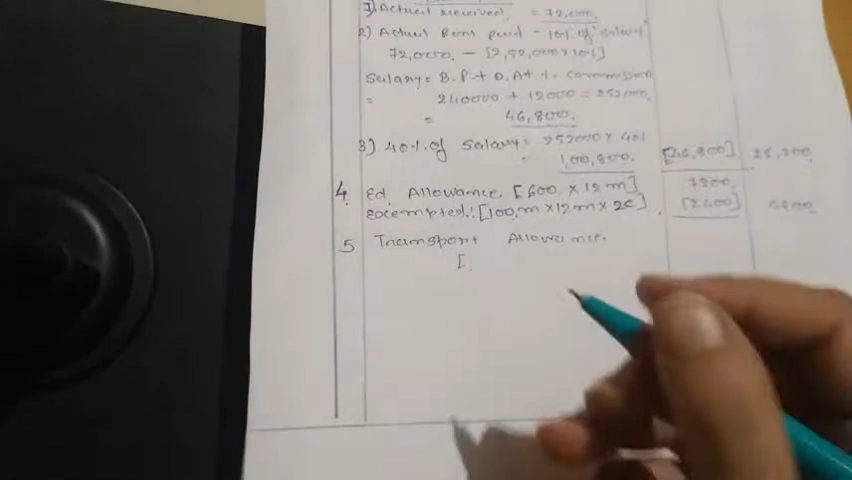 1) Actual received = 72,000.
2) Actual Rent paid - 10% of salary
72,000 - [2,52,000 x 10%]
Salary = B.P + D.A + % Commission
= 240000 + 12000 = 252000
= 46,800.
3) 40% of Salary = 252000 x 40%
1,00,800. [46,800] 25,200
4. Ed. Allowance [600 x 12m] 7200
Exempted: [100 m x 12m x 2c] [2400] 4800
5 Transport Allowance.
[